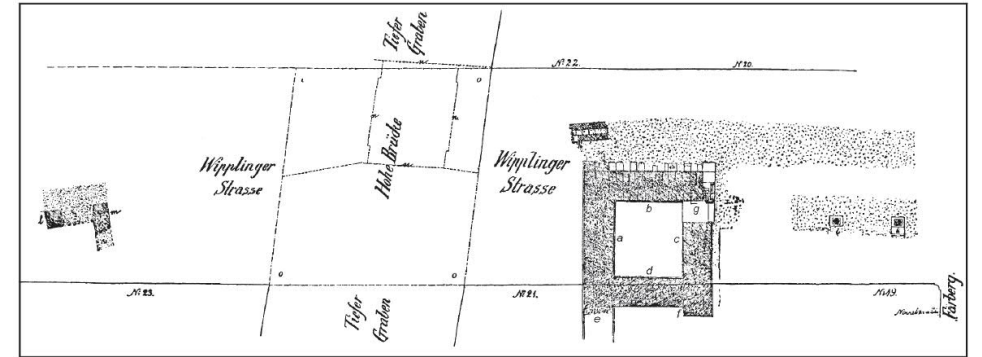 Tiefer
Graben
n
No 22.
No 20.
i
o
n
n
Hohe Brücke
n
Wipplinger
Strasse
Wipplinger
Strasse
b
g
a
c
d
l
m
o
o
e
f
No 23.
Tiefer
Graben
No 21.
No 19.
Färberg.